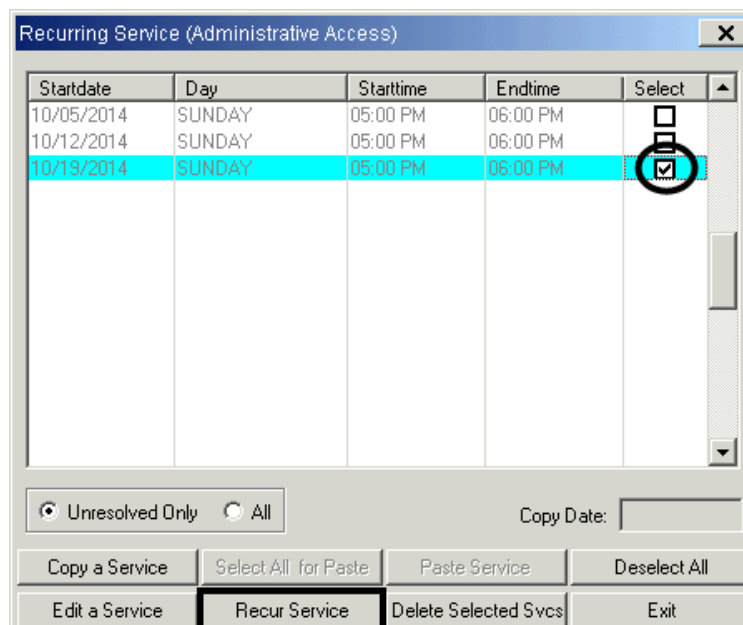 Recurring Service (Administrative Access)
Startdate Day Starttime Endtime Select
10/05/2014 SUNDAY 05:00 PM 06:00 PM
10/12/2014 SUNDAY 05:00 PM 06:00 PM
10/19/2014 SUNDAY 05:00 PM 06:00 PM
Unresolved Only All Copy Date:
Copy a Service Select All for Paste Paste Service Deselect All
Edit a Service Recur Service Delete Selected Svcs Exit